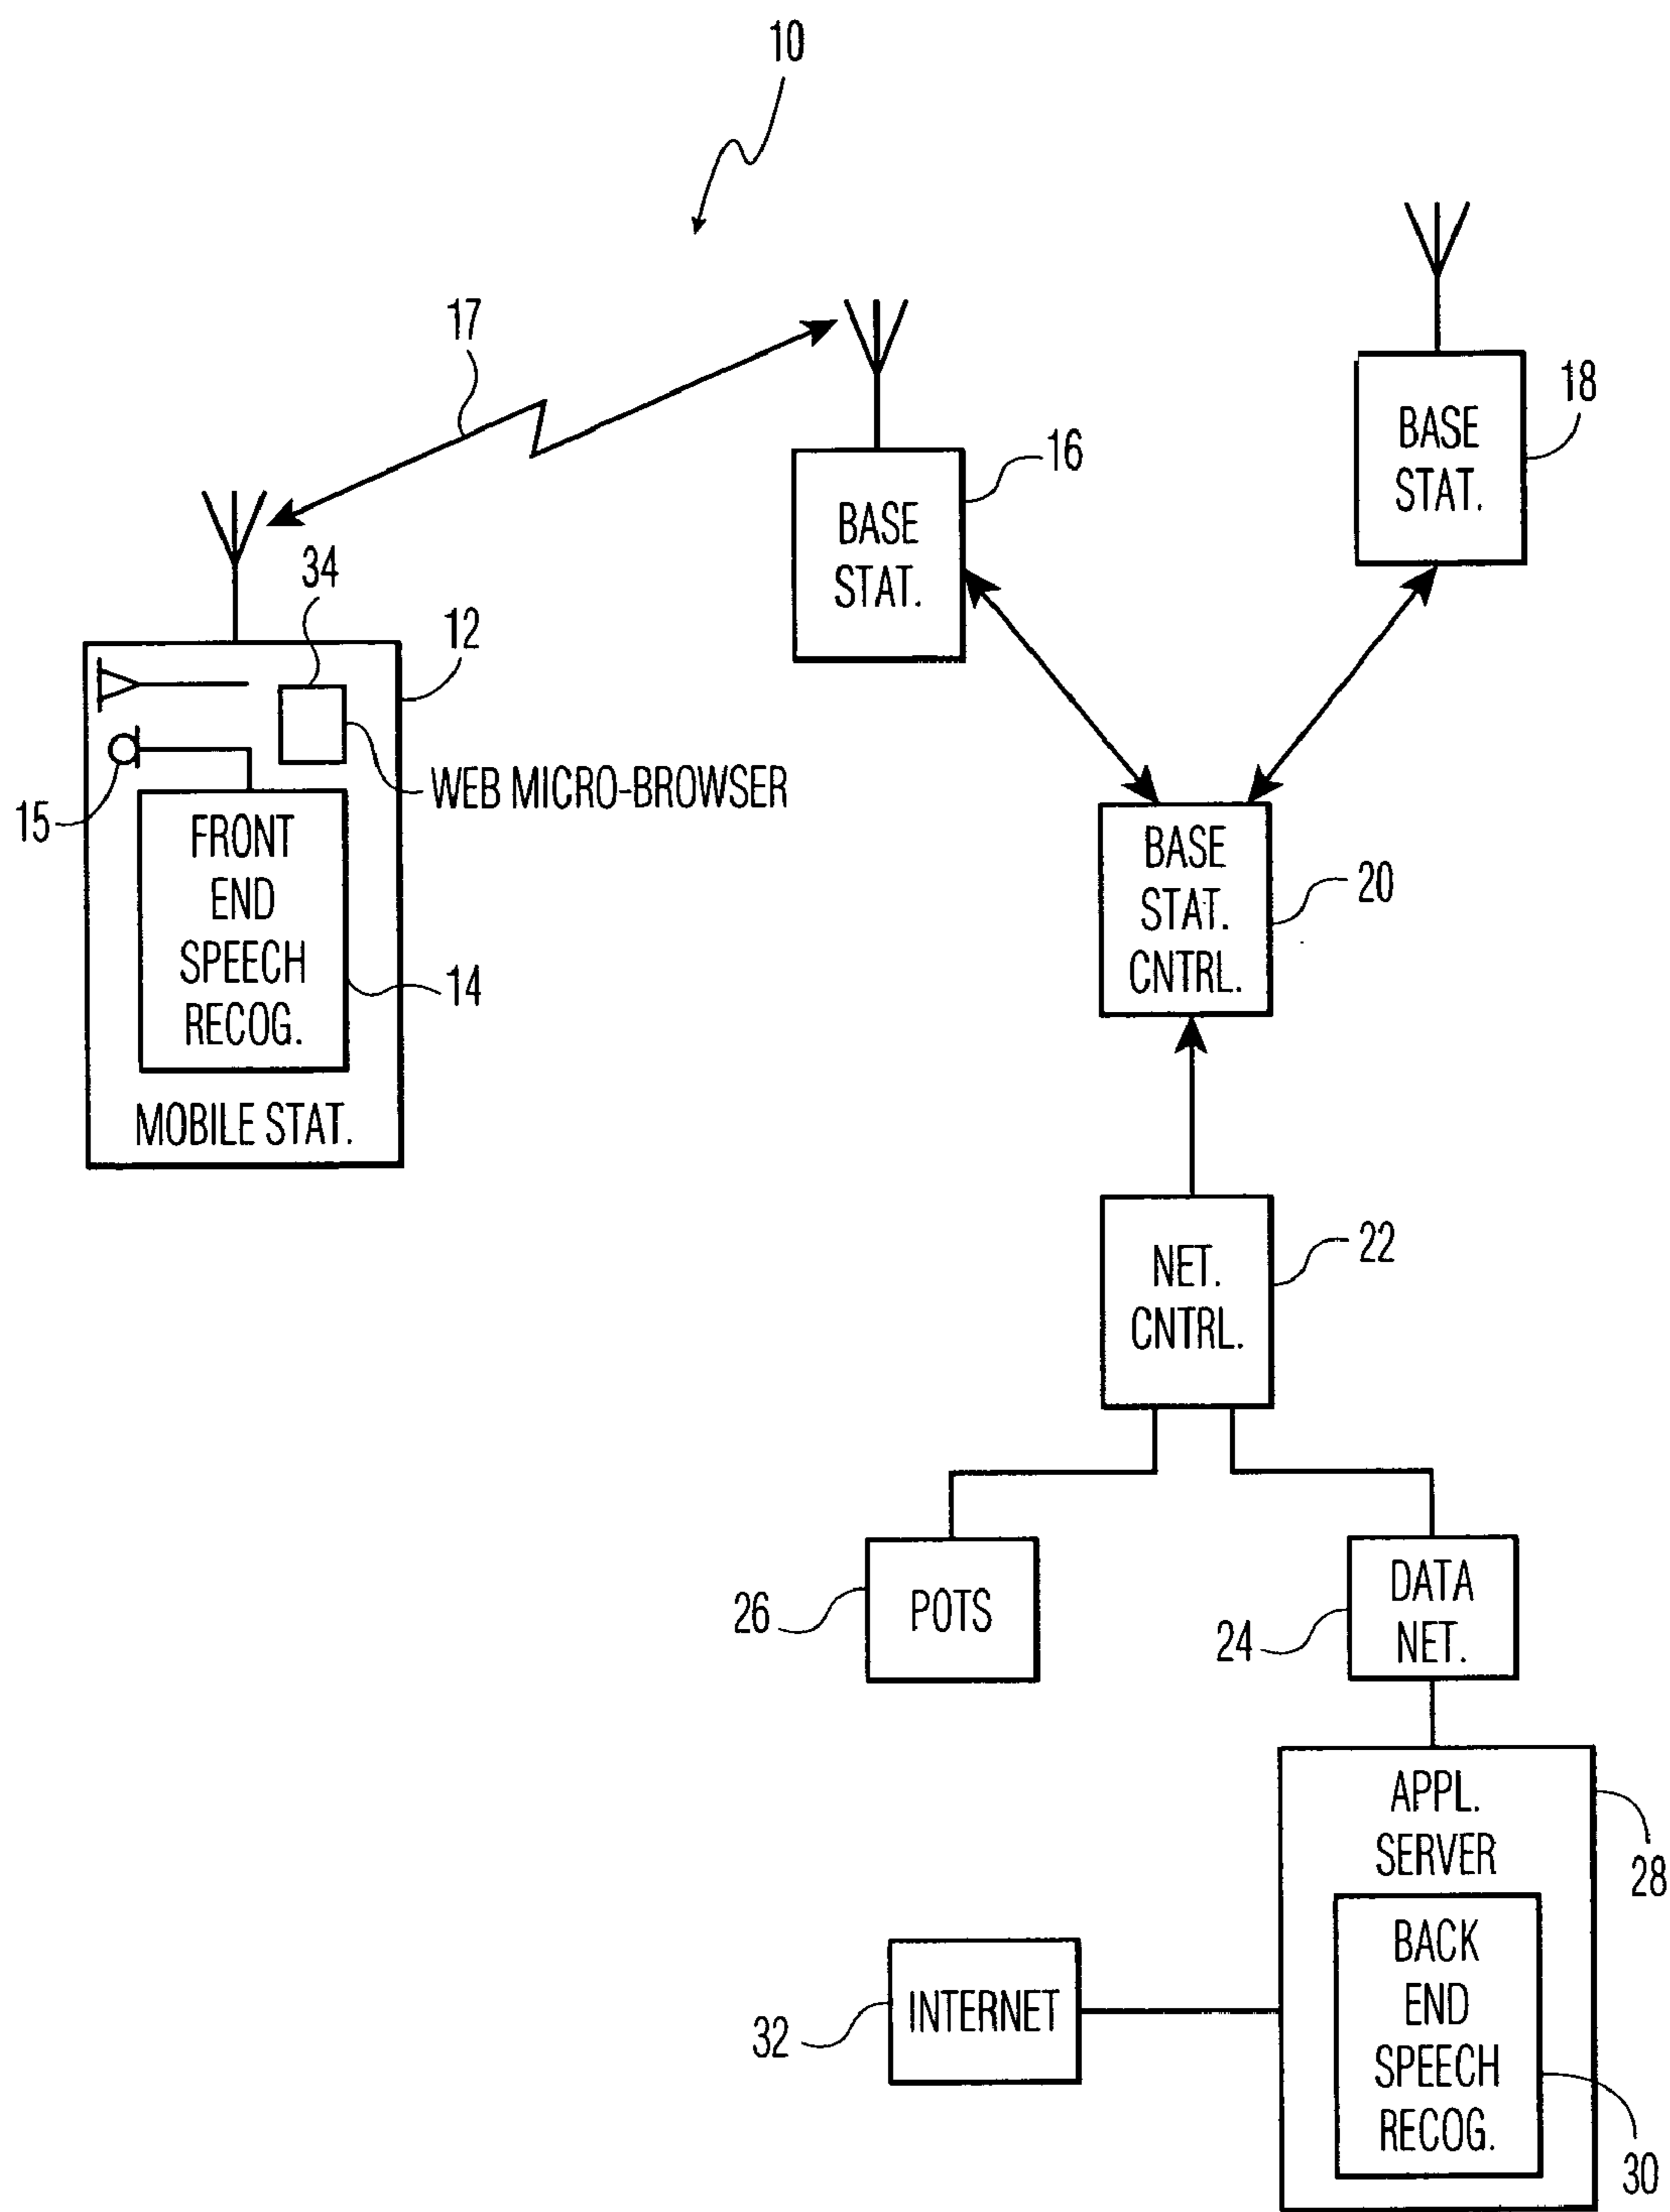 10
17
18
BASE
STAT.
16
BASE
STAT.
34
12
WEB MICRO-BROWSER
15
FRONT
END
SPEECH
RECOG.
14
MOBILE STAT.
BASE
STAT.
CNTRL.
20
NET.
CNTRL.
22
26
POTS
24
DATA
NET.
APPL.
SERVER
28
BACK
END
SPEECH
RECOG.
30
32
INTERNET